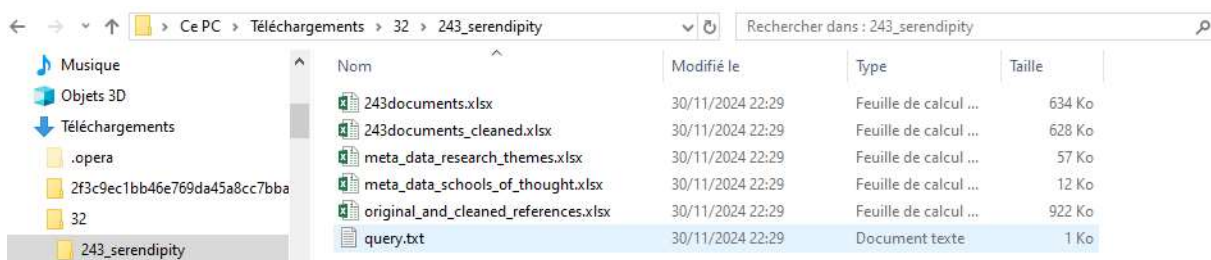 Ce PC > Téléchargements > 32 > 243_serendipity Rechercher dans : 243_serendipity
Musique
Objets 3D
Téléchargements
.opera
2f3c9ec1bb46e769da45a8cc7bba
32
243_serendipity
Nom Modifié le Type Taille
243documents.xlsx 30/11/2024 22:29 Feuille de calcul ... 634 Ko
243documents_cleaned.xlsx 30/11/2024 22:29 Feuille de calcul ... 628 Ko
meta_data_research_themes.xlsx 30/11/2024 22:29 Feuille de calcul ... 57 Ko
meta_data_schools_of_thought.xlsx 30/11/2024 22:29 Feuille de calcul ... 12 Ko
original_and_cleaned_references.xlsx 30/11/2024 22:29 Feuille de calcul ... 922 Ko
query.txt 30/11/2024 22:29 Document texte 1 Ko